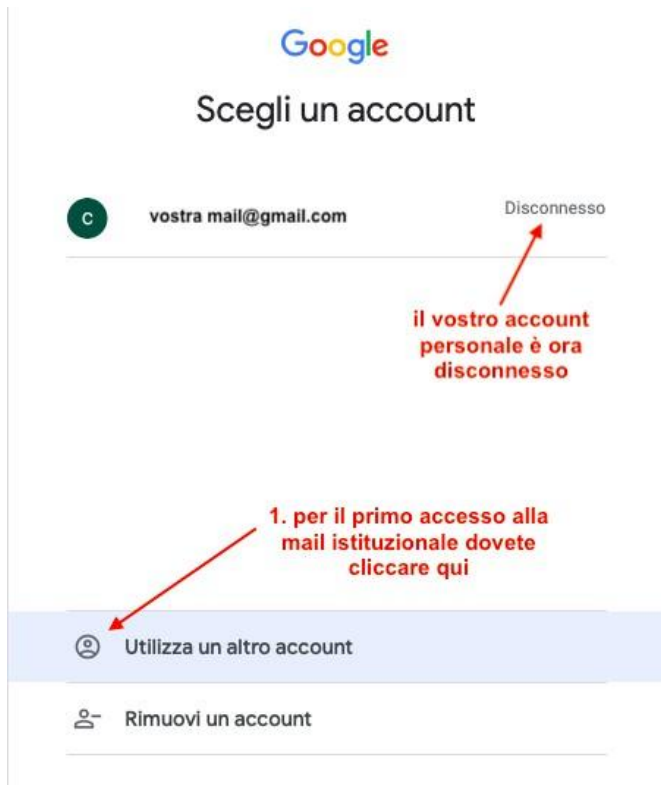 Google
Scegli un account
C
vostra mail@gmail.com
Disconnesso
il vostro account
personale è ora
disconnesso
1. per il primo accesso alla
mail istituzionale dovete
cliccare qui
Utilizza un altro account
Rimuovi un account